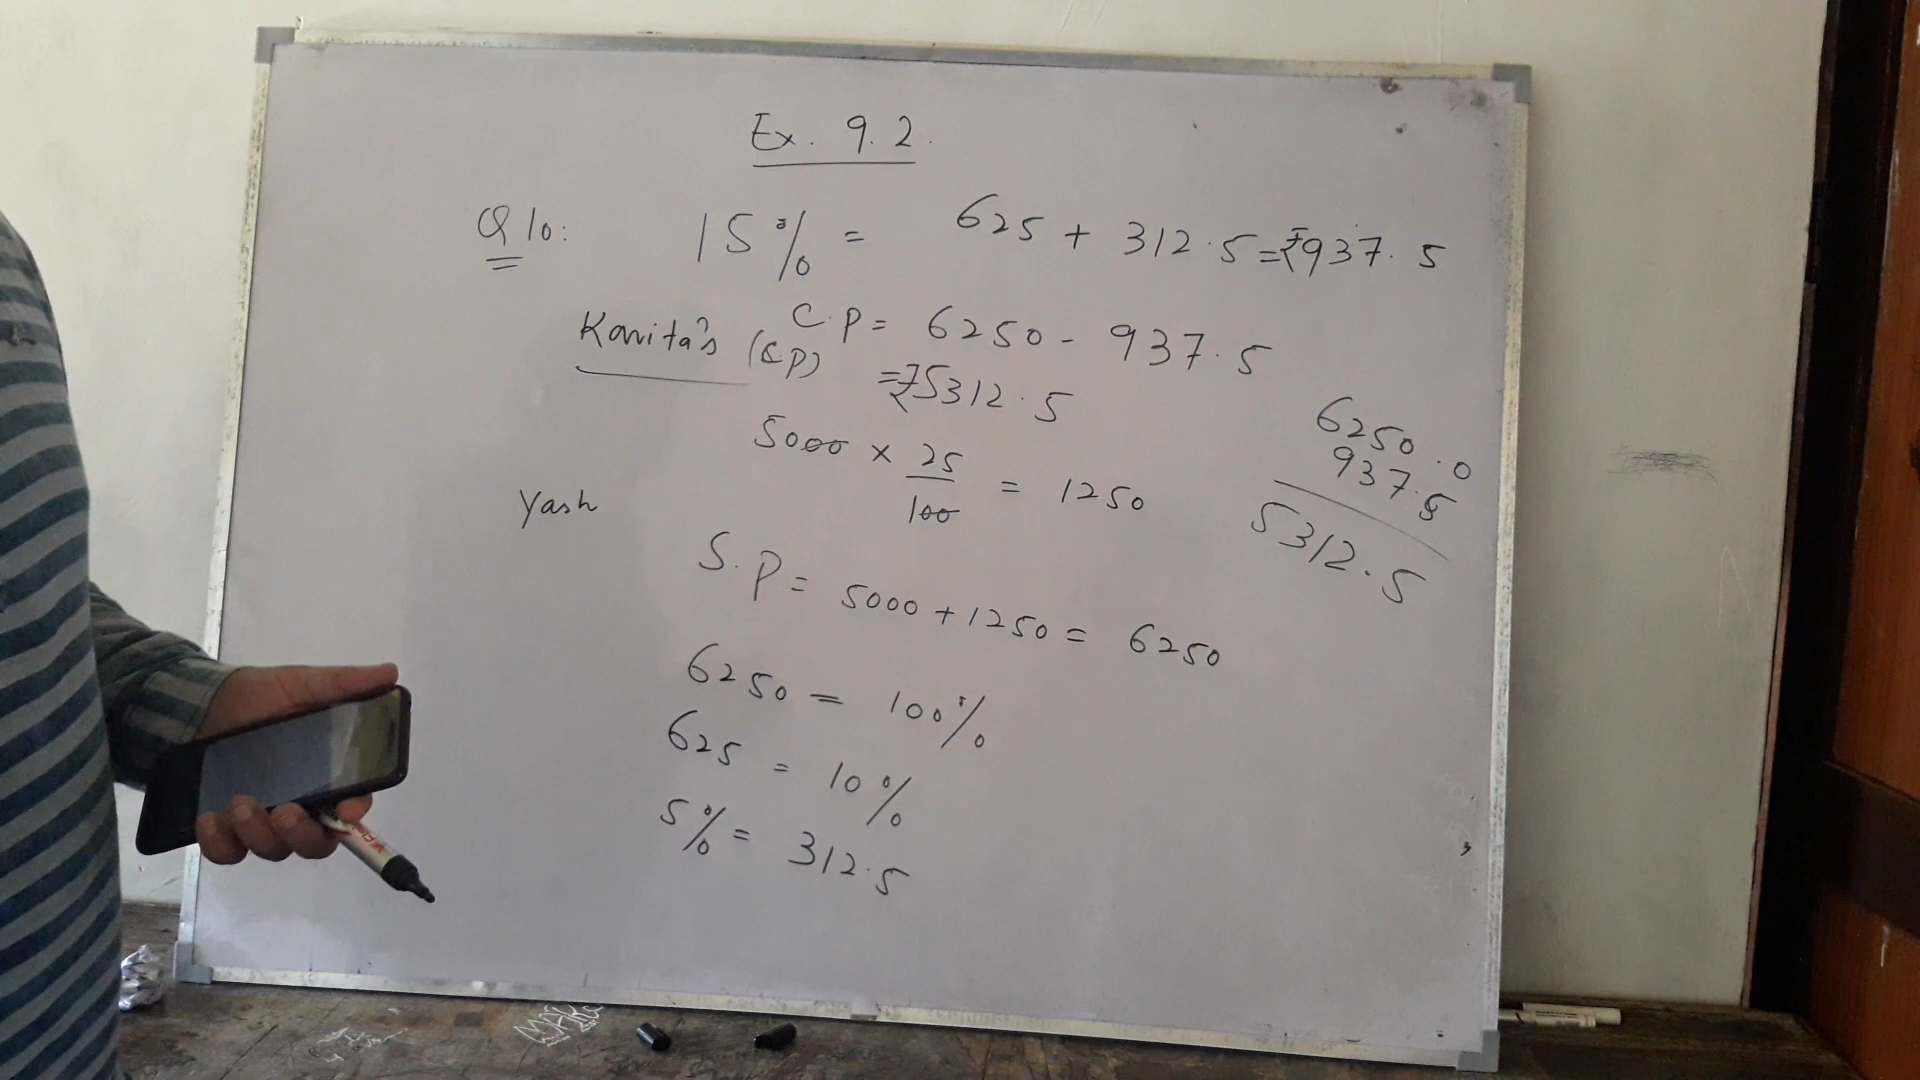 Ex. 9.2.
Q10: 15% = 625 + 312.5 = ₹937.5
C.P = 6250 - 937.5
Kavita's (C.P) = ₹5312.5
5000 × 25/100 = 1250
Yash
S.P = 5000 + 1250 = 6250
6250 = 100%
625 = 10%
5% = 312.5
6250.0
937.5
5312.5